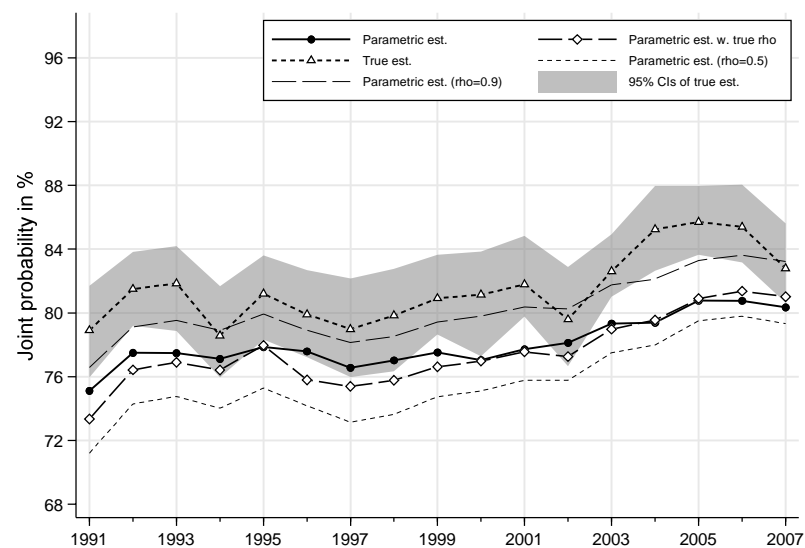 Parametric est.
Parametric est. w. true rho
True est.
Parametric est. (rho=0.5)
Parametric est. (rho=0.9)
95% CIs of true est.
96
92
88
84
80
76
72
68
Joint probability in %
1991 1993 1995 1997 1999 2001 2003 2005 2007